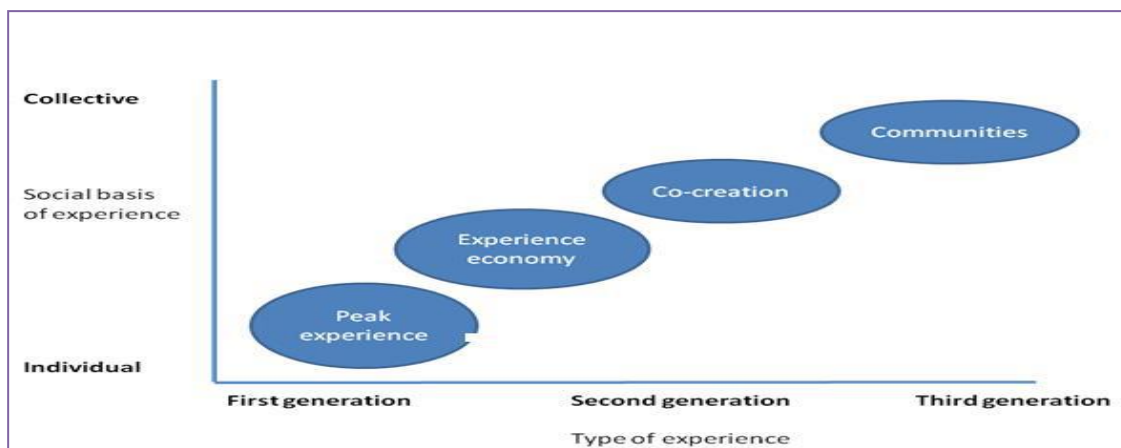 Collective
Communities
Social basis
of experience
Co-creation
Experience
economy
Peak
experience
Individual
First generation
Second generation
Third generation
Type of experience